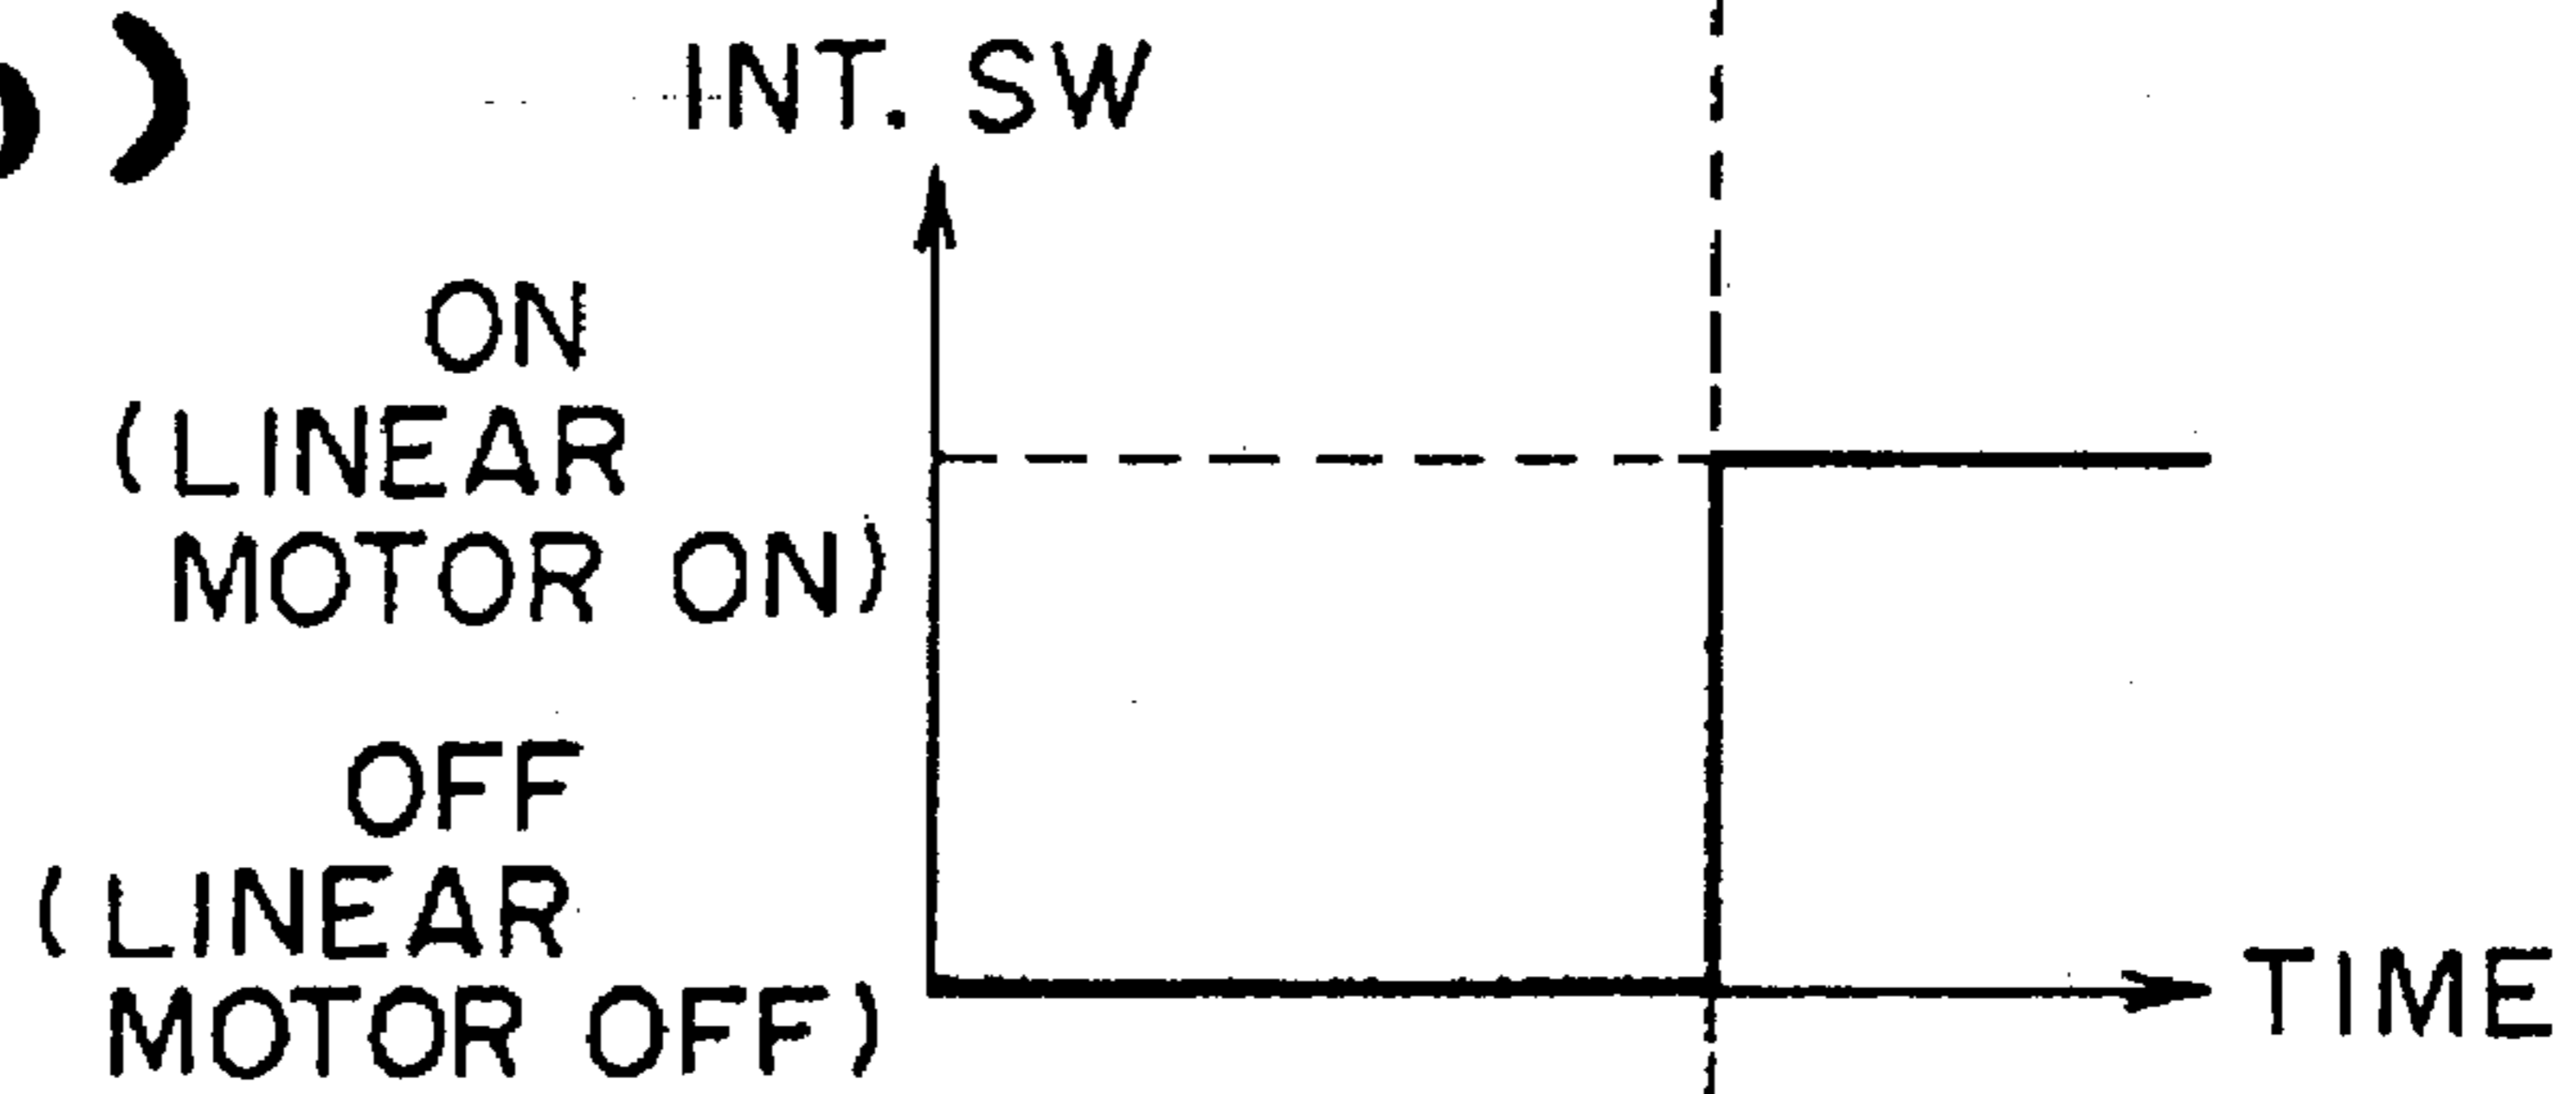 )
INT. SW
ON
(LINEAR
MOTOR ON)
OFF
(LINEAR
MOTOR OFF)
TIME